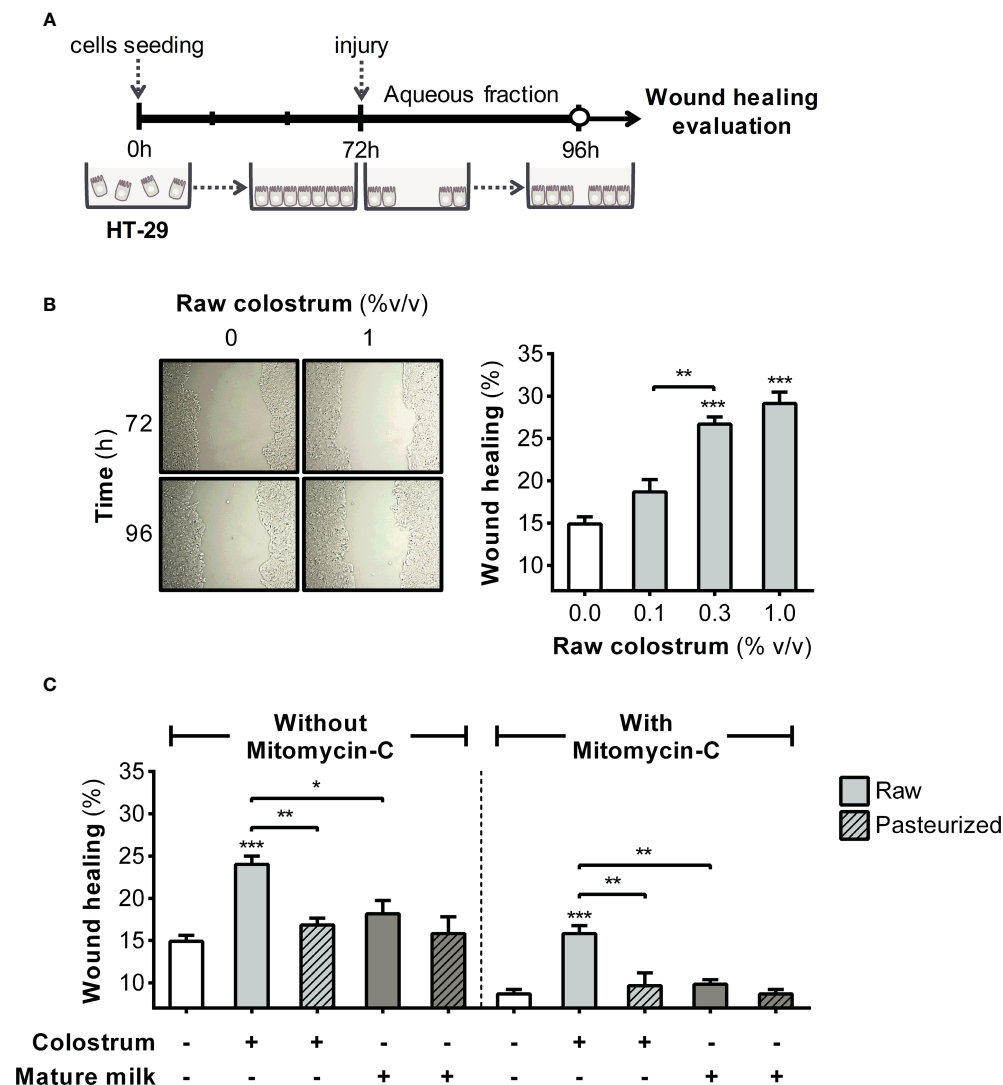 A
cells seeding
injury
Aqueous fraction
Wound healing
evaluation
0h
72h
96h
HT-29
B
Raw colostrum (%v/v)
0
1
Time (h)
72
96
Wound healing (%)
35
30
25
20
15
10
**
***
***
0.0
0.1
0.3
1.0
Raw colostrum (% v/v)
C
Without
Mitomycin-C
With
Mitomycin-C
Wound healing (%)
35
30
25
20
15
10
*
**
***
**
**
***
Raw
Pasteurized
Colostrum - + + - - - + + - -
Mature milk - - - + + - - - + +